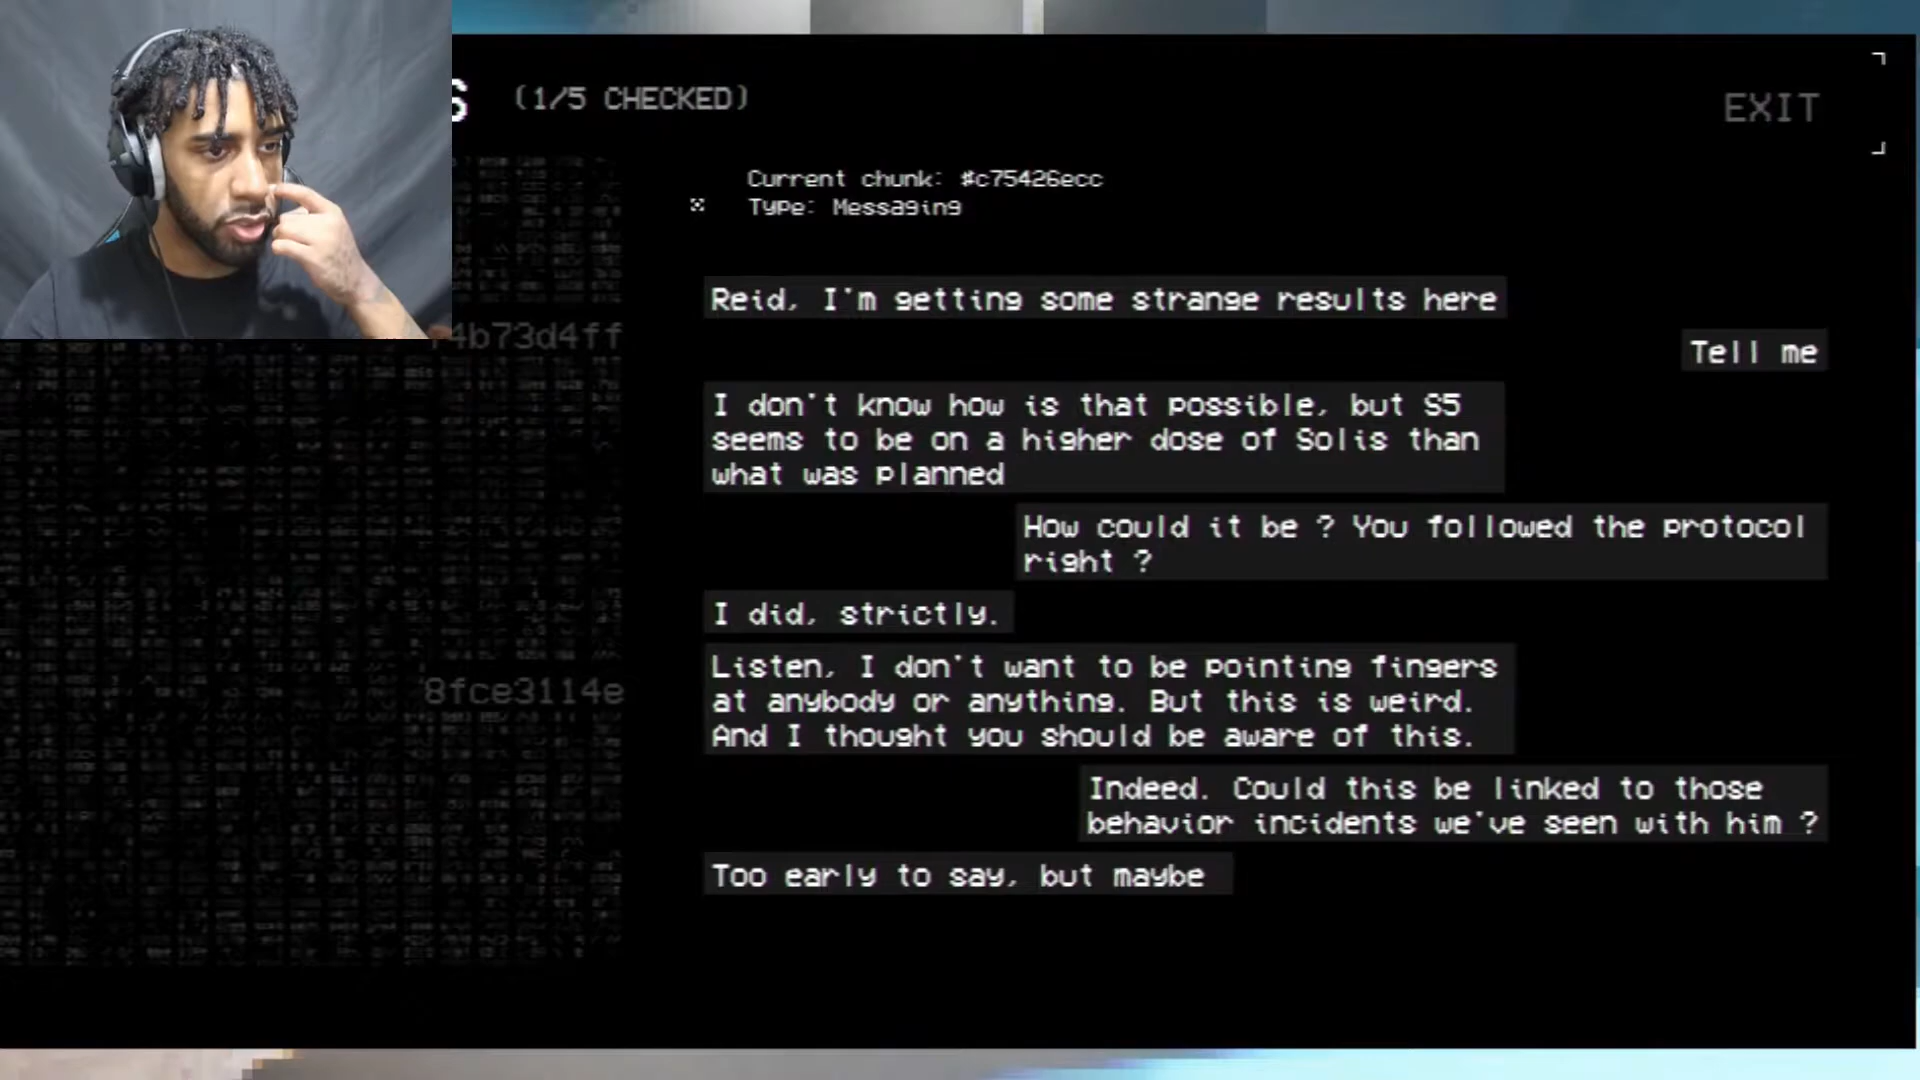 S (1/5 CHECKED)
EXIT
Current chunk: #c75426ecc
Type: Messaging
Reid, I'm getting some strange results here
4b73d4ff
Tell me
I don't know how is that possible, but S5
seems to be on a higher dose of Solis than
what was planned
How could it be ? You followed the protocol
right ?
I did, strictly.
Listen, I don't want to be pointing fingers
at anybody or anything. But this is weird.
And I thought you should be aware of this.
8fce3114e
Indeed. Could this be linked to those
behavior incidents we've seen with him ?
Too early to say, but maybe